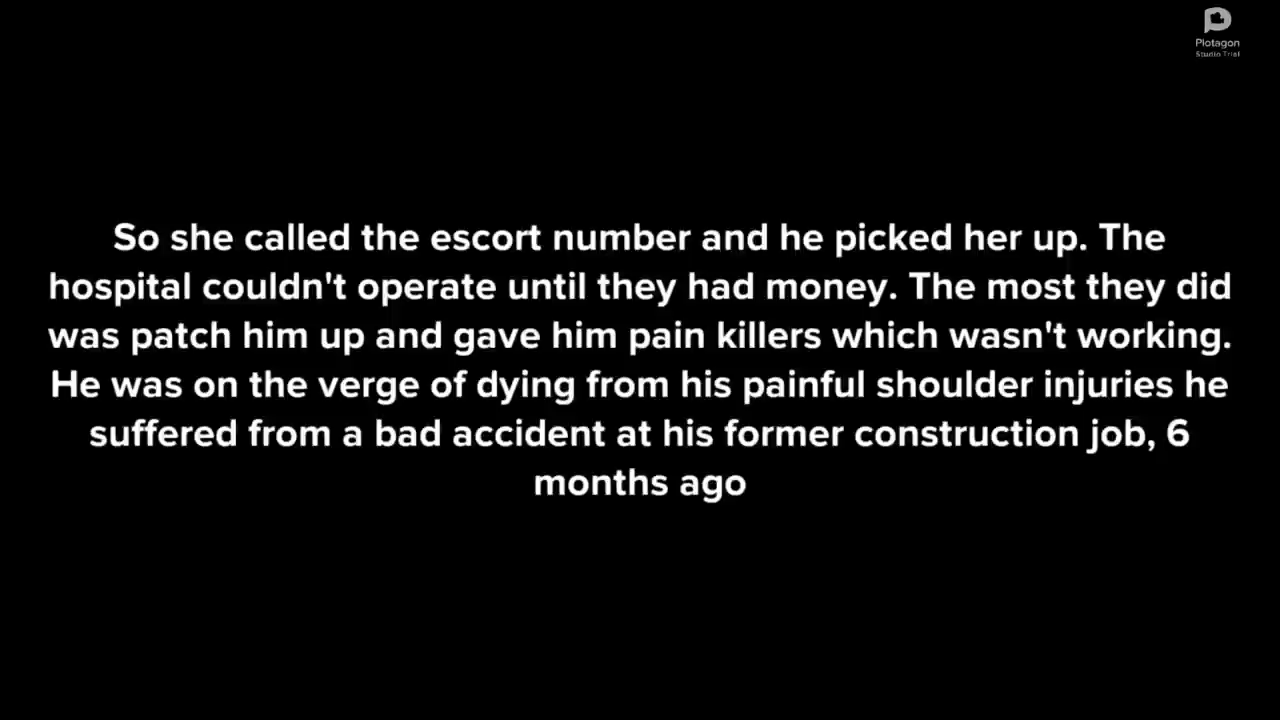 Plotagon
Studio Trial
So she called the escort number and he picked her up. The
hospital couldn't operate until they had money. The most they did
was patch him up and gave him pain killers which wasn't working.
He was on the verge of dying from his painful shoulder injuries he
suffered from a bad accident at his former construction job, 6
months ago